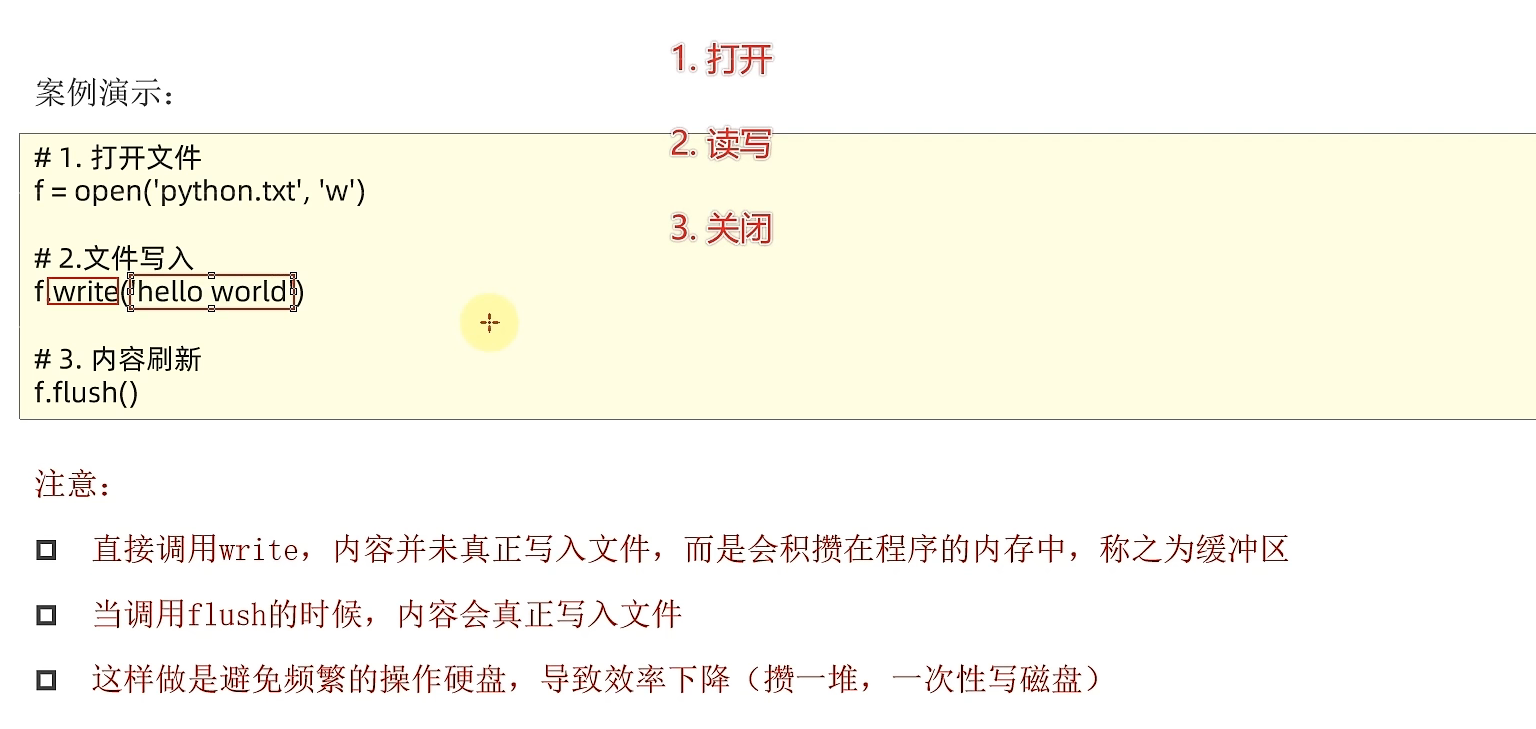 1. 打开
案例演示：
2. 读写
# 1. 打开文件
f = open('python.txt', 'w')
3. 关闭
# 2.文件写入
f.write('hello world')
# 3. 内容刷新
f.flush()
注意：
直接调用write，内容并未真正写入文件，而是会积攒在程序的内存中，称之为缓冲区
当调用flush的时候，内容会真正写入文件
这样做是避免频繁的操作硬盘，导致效率下降（攒一堆，一次性写磁盘）